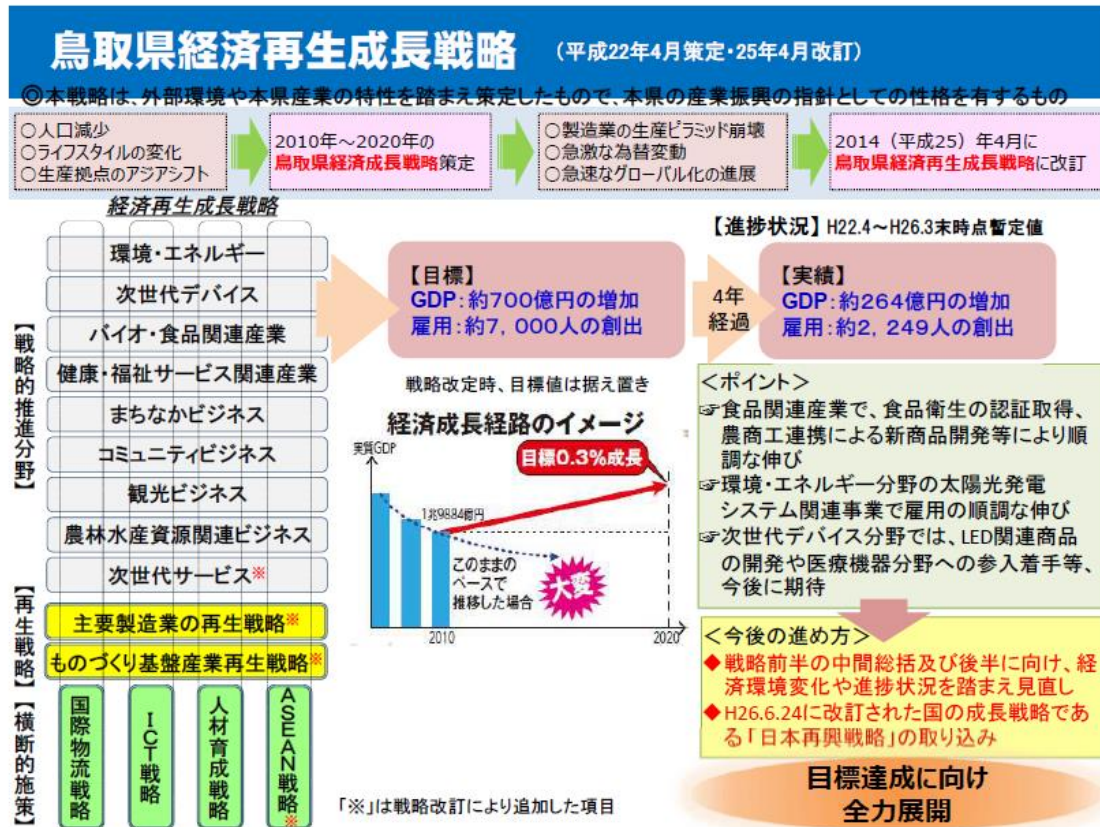 鳥取県経済再生成長戦略 （平成22年4月策定・25年4月改訂）
◎本戦略は、外部環境や本県産業の特性を踏まえ策定したもので、本県の産業振興の指針としての性格を有するもの
○人口減少
○ライフスタイルの変化
○生産拠点のアジアシフト
2010年～2020年の
鳥取県経済成長戦略策定
○製造業の生産ピラミッド崩壊
○急激な為替変動
○急速なグローバル化の進展
2014（平成25）年4月に
鳥取県経済再生成長戦略に改訂
経済再生成長戦略
【戦略的推進分野】
環境・エネルギー
次世代デバイス
バイオ・食品関連産業
健康・福祉サービス関連産業
まちなかビジネス
コミュニティビジネス
観光ビジネス
農林水産資源関連ビジネス
次世代サービス※
【再生戦略】
主要製造業の再生戦略※
ものづくり基盤産業再生戦略※
【横断的施策】
国際物流戦略
ICT戦略
人材育成戦略
ASEAN戦略※
【目標】
GDP：約700億円の増加
雇用：約7，000人の創出
戦略改定時、目標値は据え置き
経済成長経路のイメージ
実質GDP
目標0.3%成長
1兆9884億円
このままの
ペースで
推移した場合
大変
2010
2020
「※」は戦略改訂により追加した項目
【進捗状況】H22.4～H26.3末時点暫定値
4年
経過
【実績】
GDP：約264億円の増加
雇用：約2，249人の創出
＜ポイント＞
☞食品関連産業で、食品衛生の認証取得、
農商工連携による新商品開発等により順
調な伸び
☞環境・エネルギー分野の太陽光発電
システム関連事業で雇用の順調な伸び
☞次世代デバイス分野では、LED関連商品
の開発や医療機器分野への参入着手等、
今後に期待
＜今後の進め方＞
◆戦略前半の中間総括及び後半に向け、経
済環境変化や進捗状況を踏まえ見直し
◆H26.6.24に改訂された国の成長戦略であ
る「日本再興戦略」の取り込み
目標達成に向け
全力展開